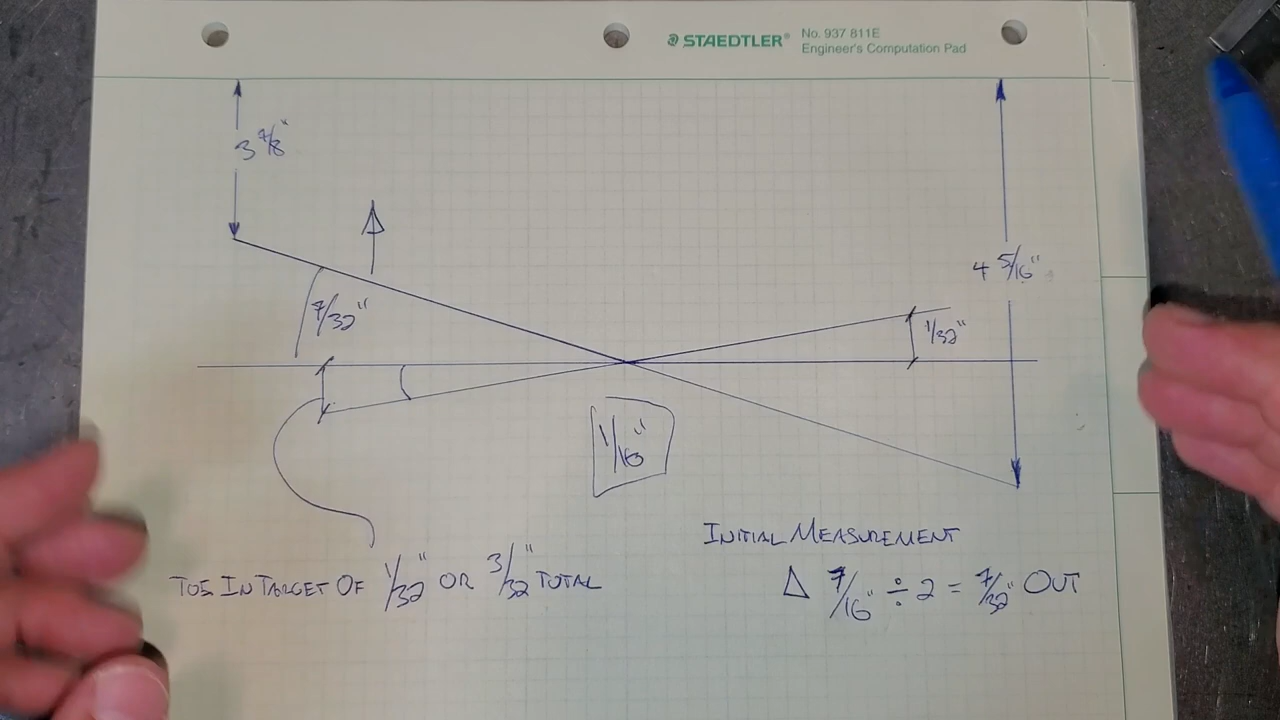 STAEDTLER® No. 937 811E
Engineer's Computation Pad
3 7/8"
4 5/16"
7/32"
1/32"
1/16"
INITIAL MEASUREMENT
TOE IN TARGET OF 1/32" OR 3/32" TOTAL
Δ 7/16" ÷ 2 = 7/32" OUT